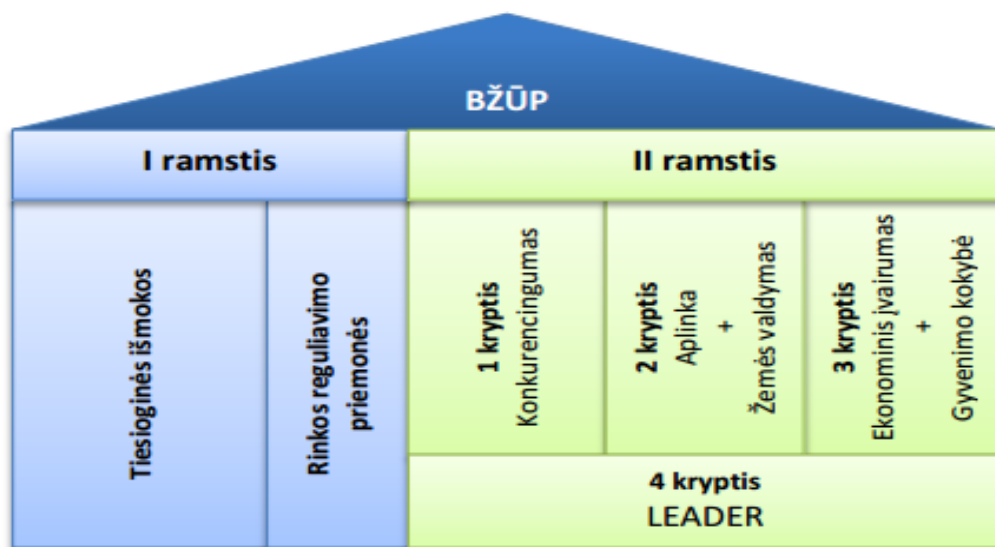 BŽŪP
I ramstis
II ramstis
Tiesioginės išmokos
Rinkos reguliavimo
priemonės
1 kryptis
Konkurencingumas
2 kryptis
Aplinka
+
Žemės valdymas
3 kryptis
Ekonominis įvairumas
+
Gyvenimo kokybė
4 kryptis
LEADER